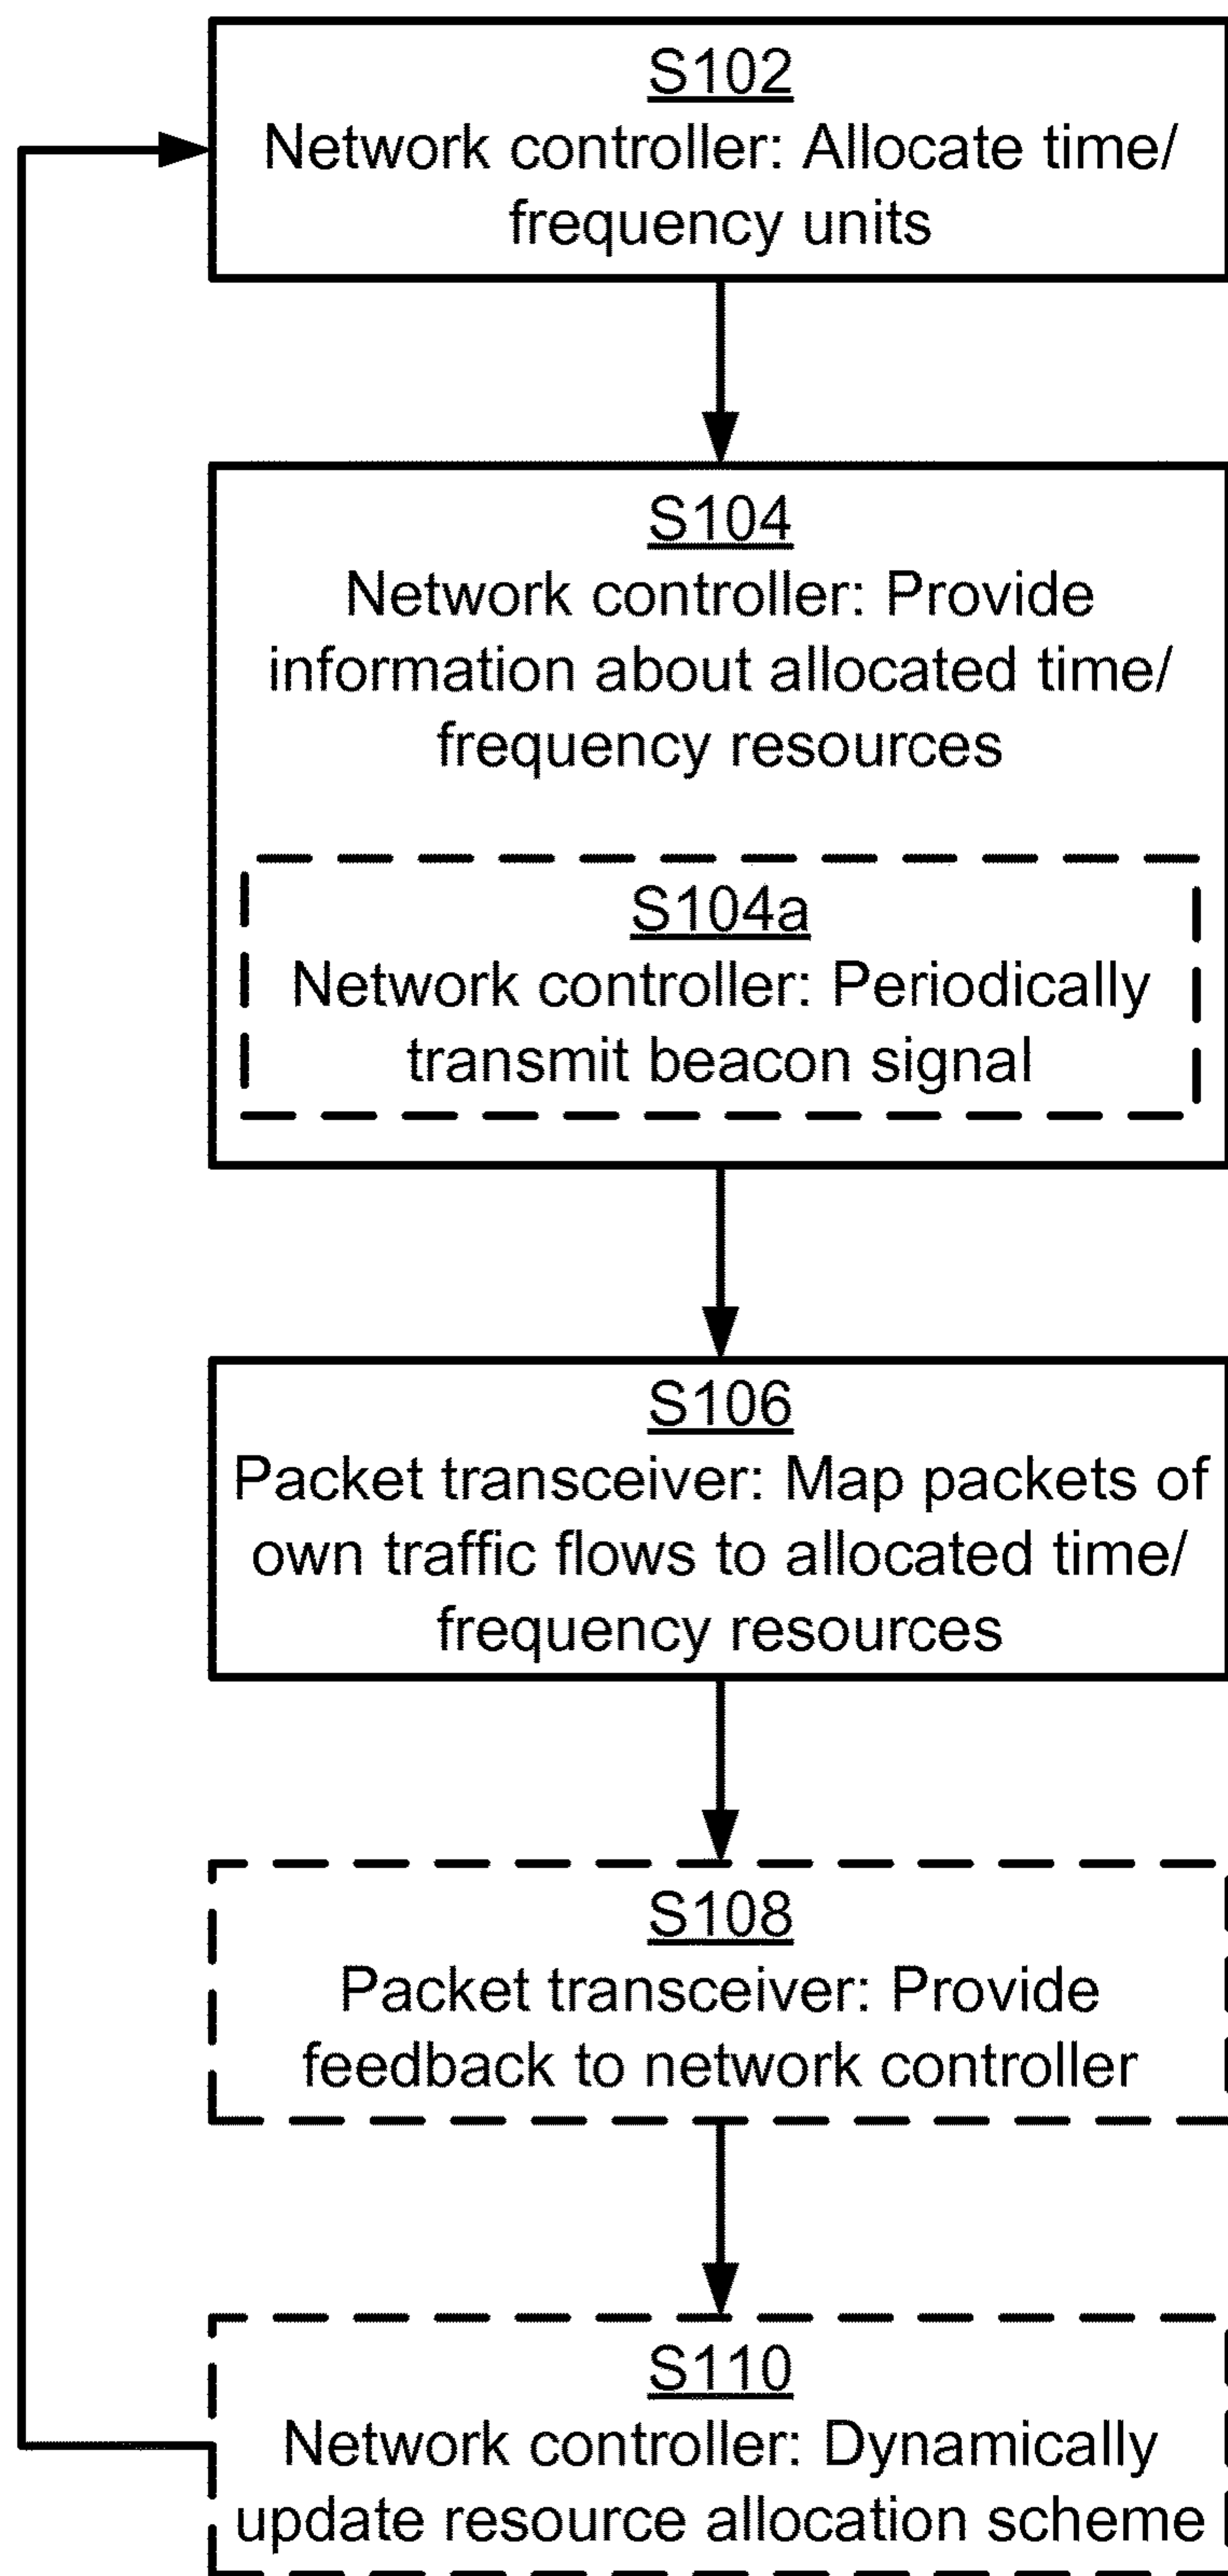 S102
Network controller: Allocate time/
frequency units
S104
Network controller: Provide
information about allocated time/
frequency resources
S104a
Network controller: Periodically
transmit beacon signal
S106
Packet transceiver: Map packets of
own traffic flows to allocated time/
frequency resources
S108
Packet transceiver: Provide
feedback to network controller
S110
Network controller: Dynamically
update resource allocation scheme